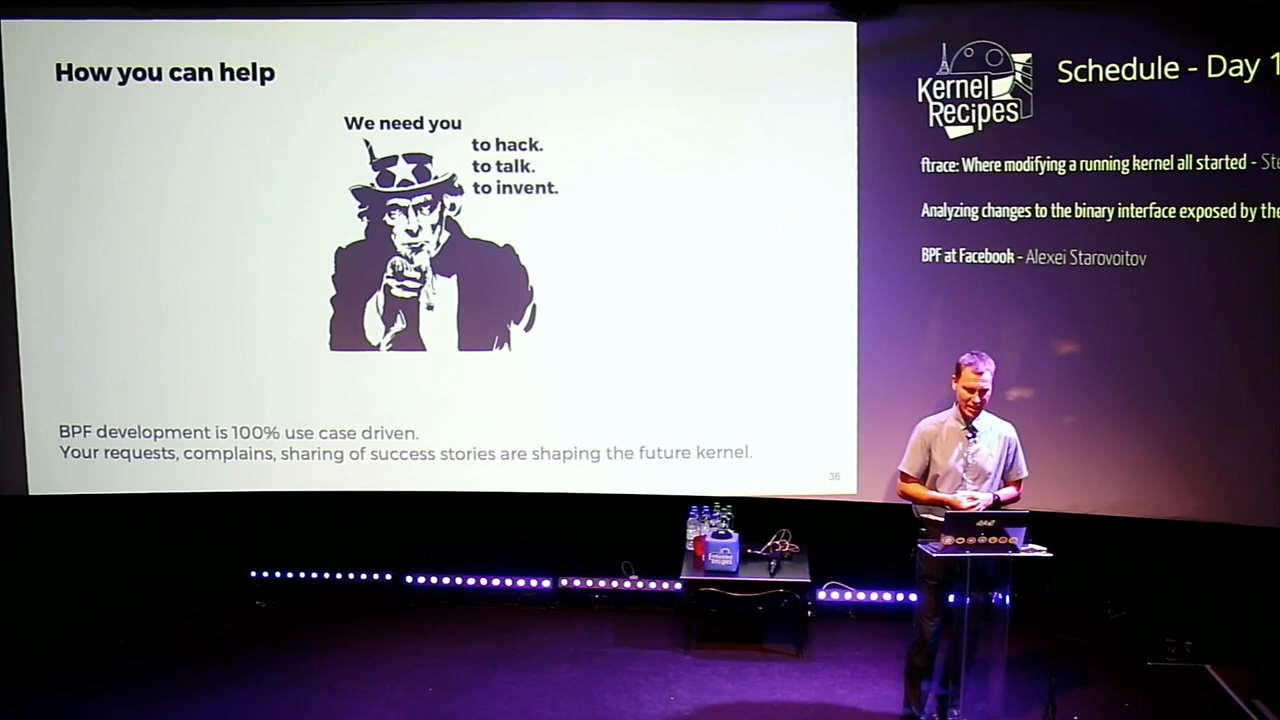 How you can help
We need you
to hack.
to talk.
to invent.
BPF development is 100% use case driven.
Your requests, complains, sharing of success stories are shaping the future kernel.
36
Kernel
Recipes
Schedule - Day 1
ftrace: Where modifying a running kernel all started -
Analyzing changes to the binary interface exposed by the
BPF at Facebook - Alexei Starovoitov